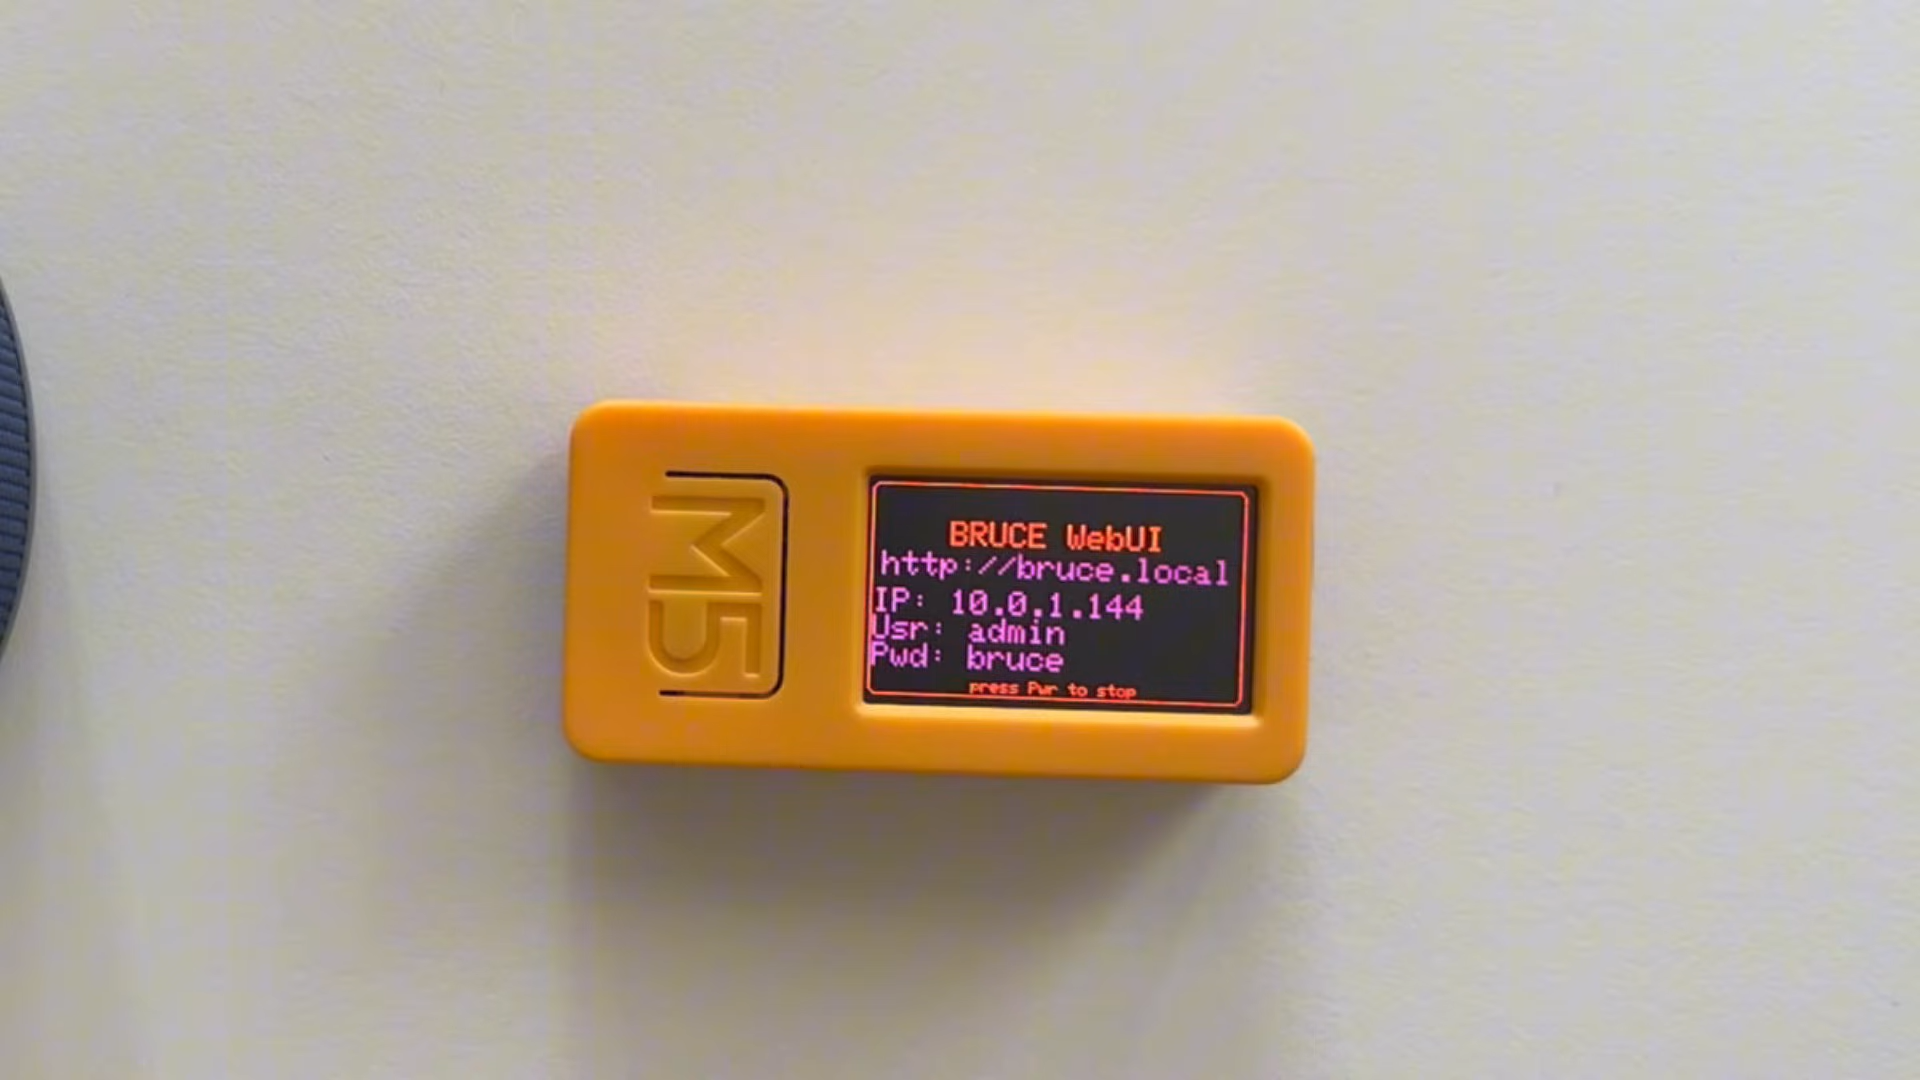 M5
BRUCE WebUI
http://bruce.local
IP: 10.0.1.144
Usr: admin
Pwd: bruce
press Pwr to stop